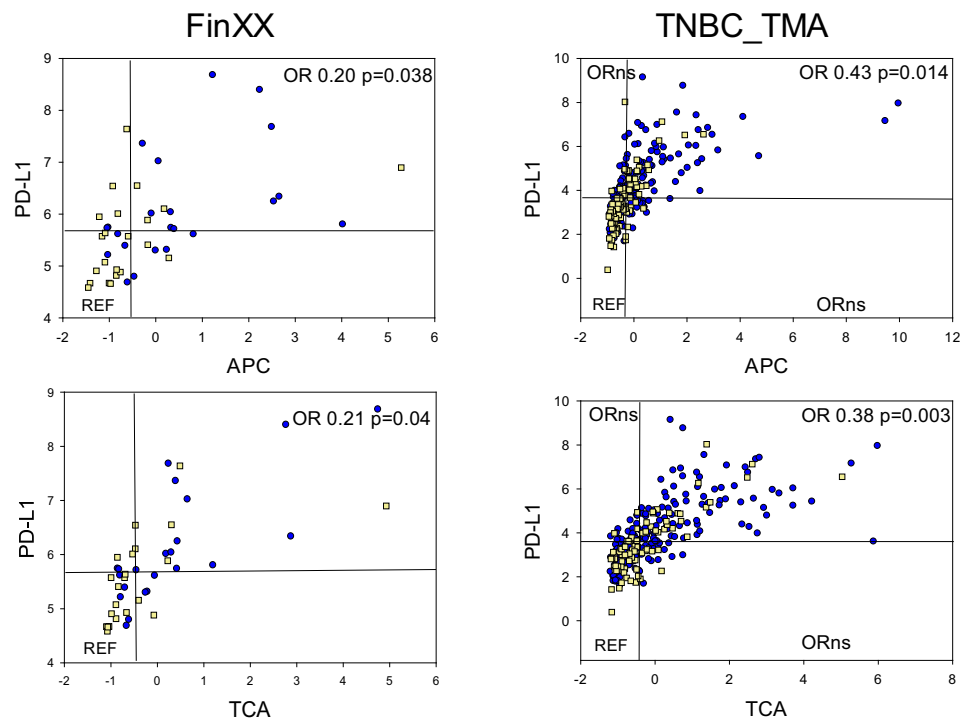 FinXX
TNBC_TMA
9
8
7
6
5
4
PD-L1
OR 0.20 p=0.038
REF
-2 -1 0 1 2 3 4 5 6
APC
10
8
6
4
2
0
PD-L1
ORns
OR 0.43 p=0.014
REF
ORns
-2 0 2 4 6 8 10 12
APC
9
8
7
6
5
4
PD-L1
OR 0.21 p=0.04
REF
-2 -1 0 1 2 3 4 5 6
TCA
10
8
6
4
2
0
PD-L1
ORns
OR 0.38 p=0.003
REF
ORns
-2 0 2 4 6 8
TCA